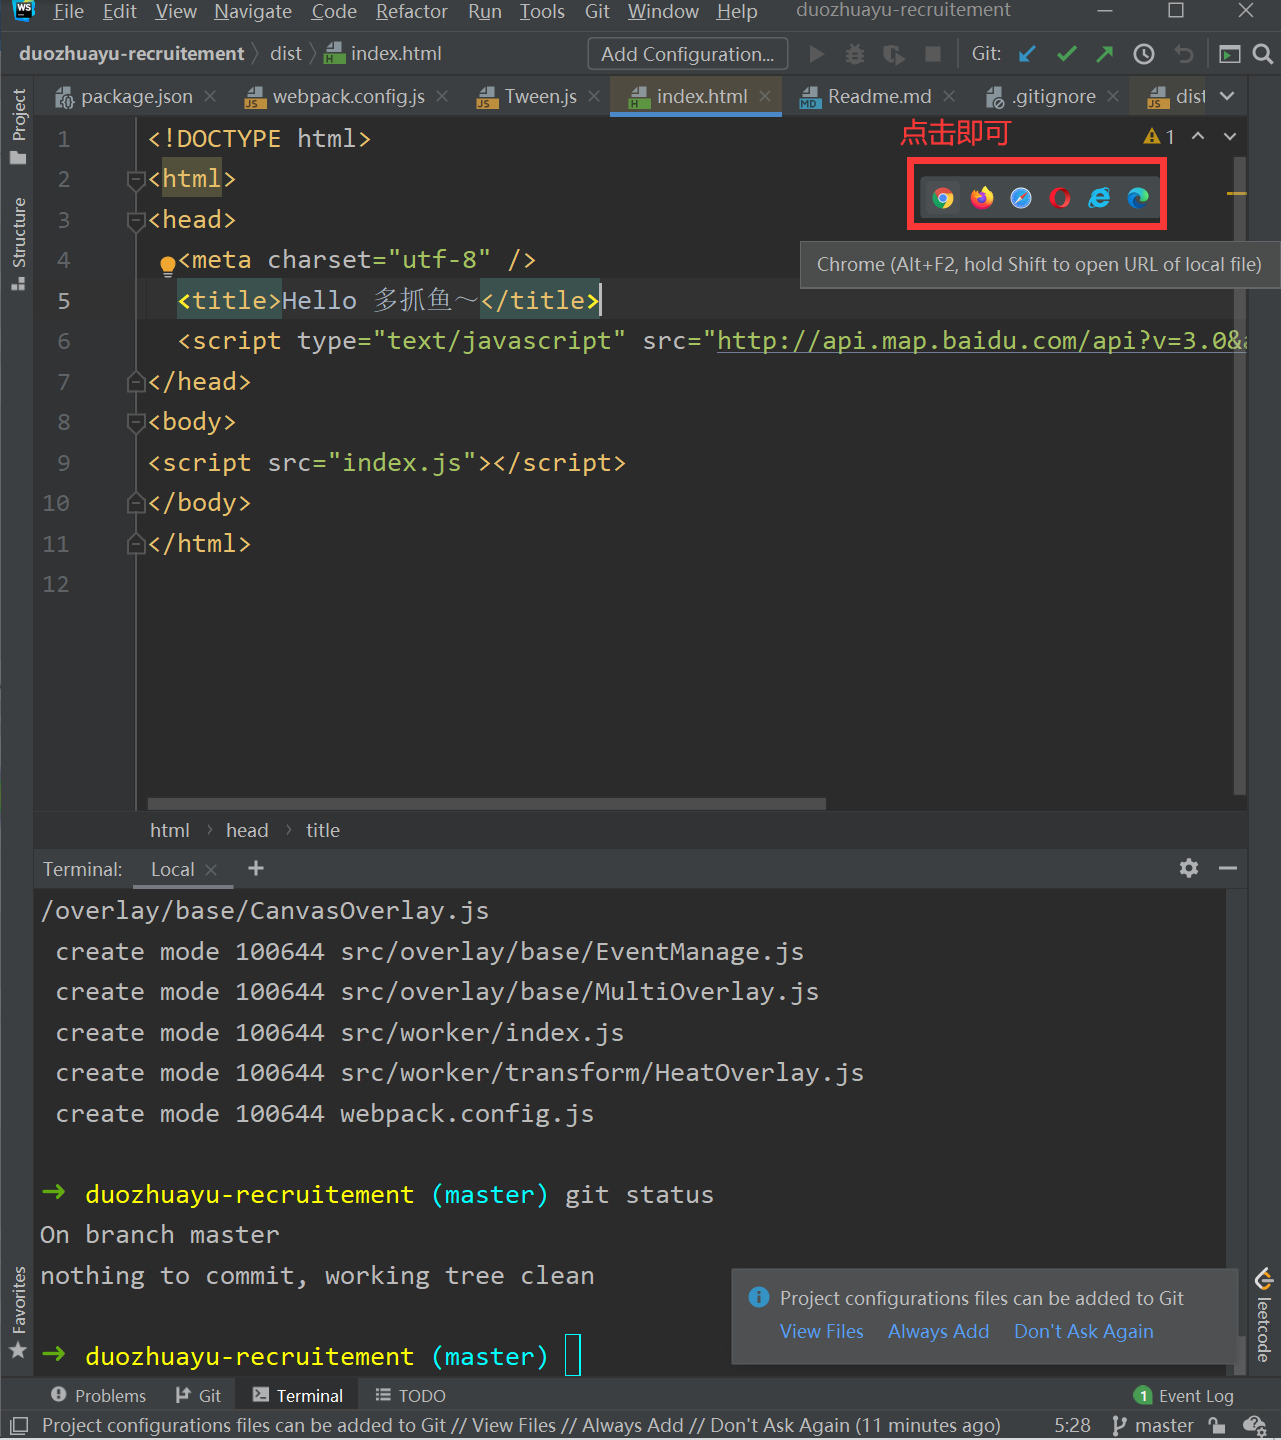 WS File Edit View Navigate Code Refactor Run Tools Git Window Help duozhuayu-recruitement
duozhuayu-recruitement dist index.html Add Configuration... Git:
package.json webpack.config.js Tween.js index.html Readme.md .gitignore dist
Project
Structure
点击即可
1
1 <!DOCTYPE html>
2 <html>
3 <head>
4 <meta charset="utf-8" />
Chrome (Alt+F2, hold Shift to open URL of local file)
5 <title>Hello 多抓鱼～</title>
6 <script type="text/javascript" src="http://api.map.baidu.com/api?v=3.0&
7 </head>
8 <body>
9 <script src="index.js"></script>
10 </body>
11 </html>
12
html head title
Terminal: Local
/overlay/base/CanvasOverlay.js
create mode 100644 src/overlay/base/EventManage.js
create mode 100644 src/overlay/base/MultiOverlay.js
create mode 100644 src/worker/index.js
create mode 100644 src/worker/transform/HeatOverlay.js
create mode 100644 webpack.config.js
→ duozhuayu-recruitement (master) git status
On branch master
nothing to commit, working tree clean
→ duozhuayu-recruitement (master)
Project configurations files can be added to Git
View Files Always Add Don't Ask Again
Favorites
leetcode
Problems Git Terminal TODO 1 Event Log
Project configurations files can be added to Git // View Files // Always Add // Don't Ask Again (11 minutes ago) 5:28 master